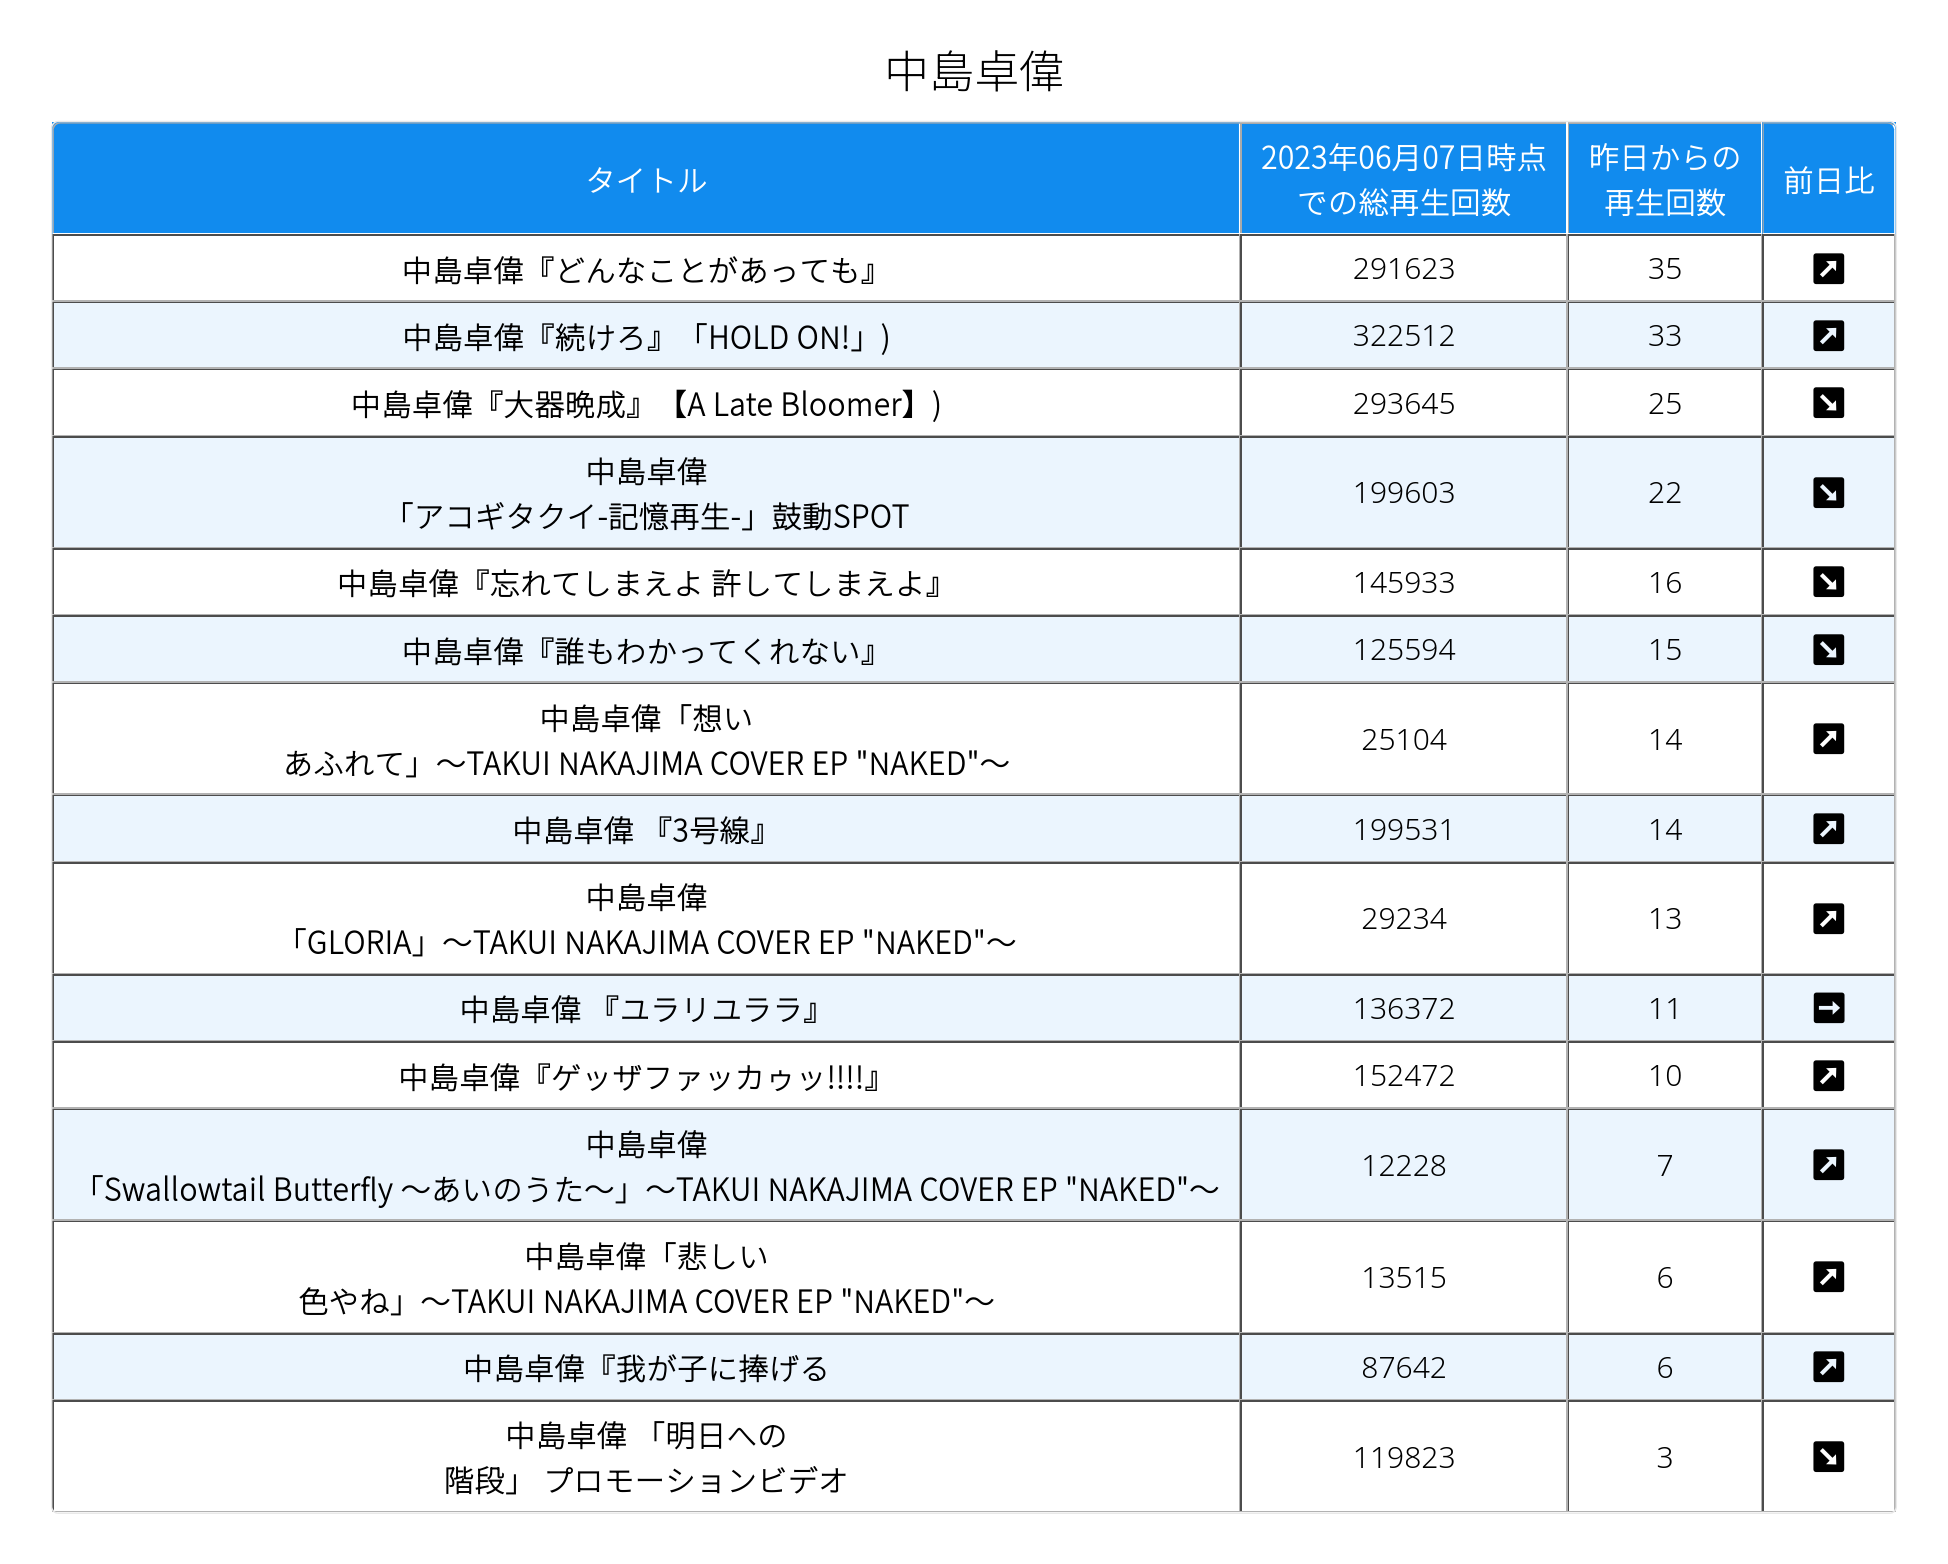 中島卓偉
タイトル
2023年06月07日時点
での総再生回数
昨日からの
再生回数
前日比
中島卓偉『どんなことがあっても』
291623
35
中島卓偉『続けろ』「HOLD ON!」)
322512
33
中島卓偉『大器晩成』【A Late Bloomer】)
293645
25
中島卓偉
「アコギタクイ-記憶再生-」鼓動SPOT
199603
22
中島卓偉『忘れてしまえよ 許してしまえよ』
145933
16
中島卓偉『誰もわかってくれない』
125594
15
中島卓偉「想い
あふれて」〜TAKUI NAKAJIMA COVER EP "NAKED"〜
25104
14
中島卓偉 『3号線』
199531
14
中島卓偉
「GLORIA」〜TAKUI NAKAJIMA COVER EP "NAKED"〜
29234
13
中島卓偉 『ユラリユララ』
136372
11
中島卓偉『ゲッザファッカゥッ!!!!』
152472
10
中島卓偉
「Swallowtail Butterfly 〜あいのうた〜」〜TAKUI NAKAJIMA COVER EP "NAKED"〜
12228
7
中島卓偉「悲しい
色やね」〜TAKUI NAKAJIMA COVER EP "NAKED"〜
13515
6
中島卓偉『我が子に捧げる
87642
6
中島卓偉 「明日への
階段」 プロモーションビデオ
119823
3